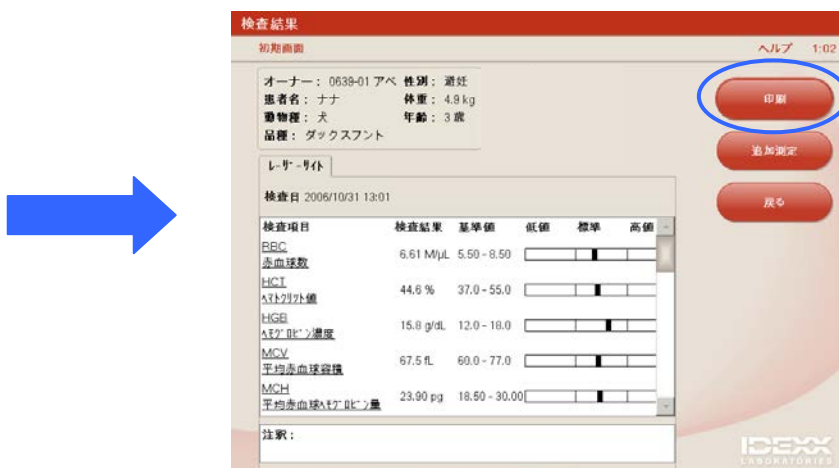 検査結果
初期画面
ヘルプ 1:02
オーナー： 0639-01 アベ 性別： 避妊
患者名： ナナ 体重： 4.9 kg
動物種： 犬 年齢： 3 歳
品種： ダックスフント
印刷
追加測定
戻る
ﾚｰｻﾞｰｻｲﾄ
検査日 2006/10/31 13:01
検査項目 検査結果 基準値 低値 標準 高値
RBC
赤血球数 6.61 M/μL 5.50 - 8.50
HCT
ﾍﾏﾄｸﾘｯﾄ値 44.6 % 37.0 - 55.0
HGB
ﾍﾓｸﾞﾛﾋﾞﾝ濃度 15.8 g/dL 12.0 - 18.0
MCV
平均赤血球容積 67.5 fL 60.0 - 77.0
MCH
平均赤血球ﾍﾓｸﾞﾛﾋﾞﾝ量 23.90 pg 18.50 - 30.00
注釈：
IDEXX
LABORATORIES